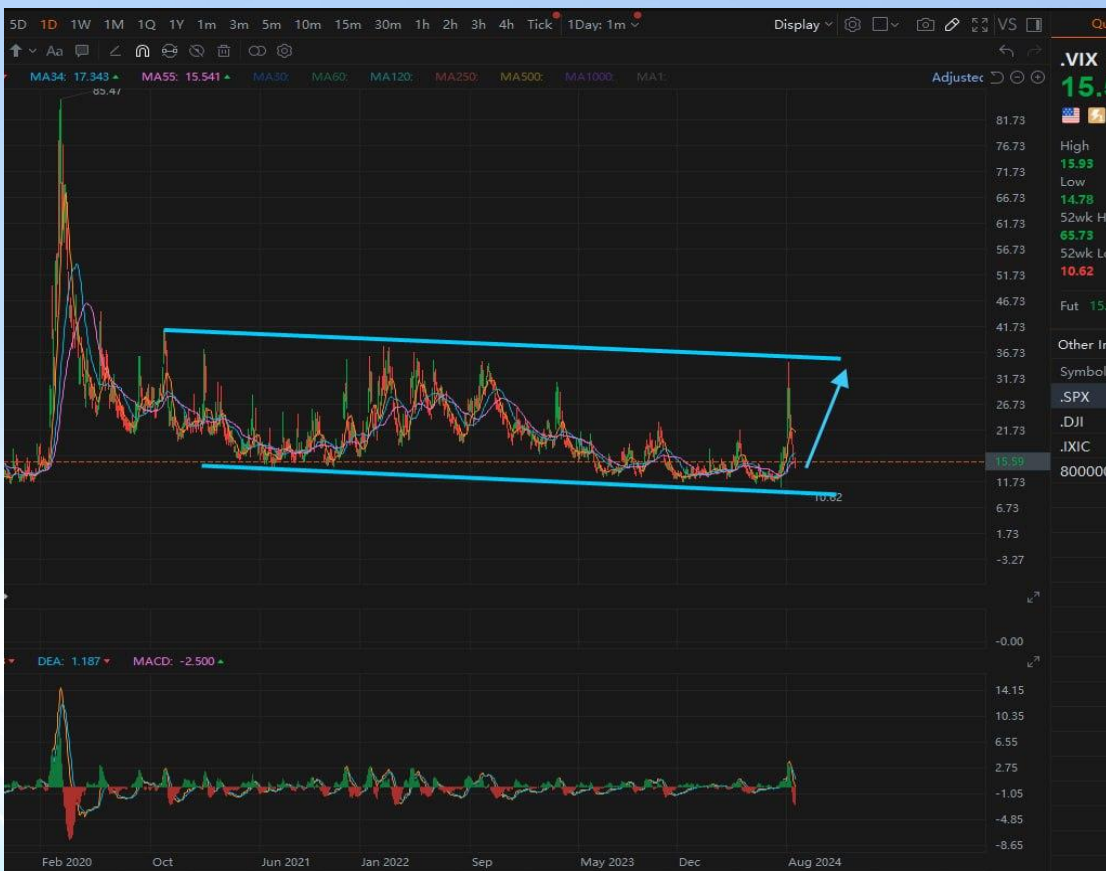 5D 1D 1W 1M 1Q 1Y 1m 3m 5m 10m 15m 30m 1h 2h 3h 4h Tick 1Day: 1m Display VS
Aa
MA34: 17.343 MA55: 15.541 MA30: MA60: MA120: MA250: MA500: MA1000: MA1:
85.47
81.73
76.73
71.73
66.73
61.73
56.73
51.73
46.73
41.73
36.73
31.73
26.73
21.73
15.59
11.73
10.62
6.73
1.73
-3.27
-0.00
DEA: 1.187 MACD: -2.500
14.15
10.35
6.55
2.75
-1.05
-4.85
-8.65
Feb 2020 Oct Jun 2021 Jan 2022 Sep May 2023 Dec Aug 2024
.VIX
High
15.93
Low
14.78
52wk H
65.73
52wk Lo
10.62
Fut 15.
Symbol
.SPX
.DJI
.IXIC